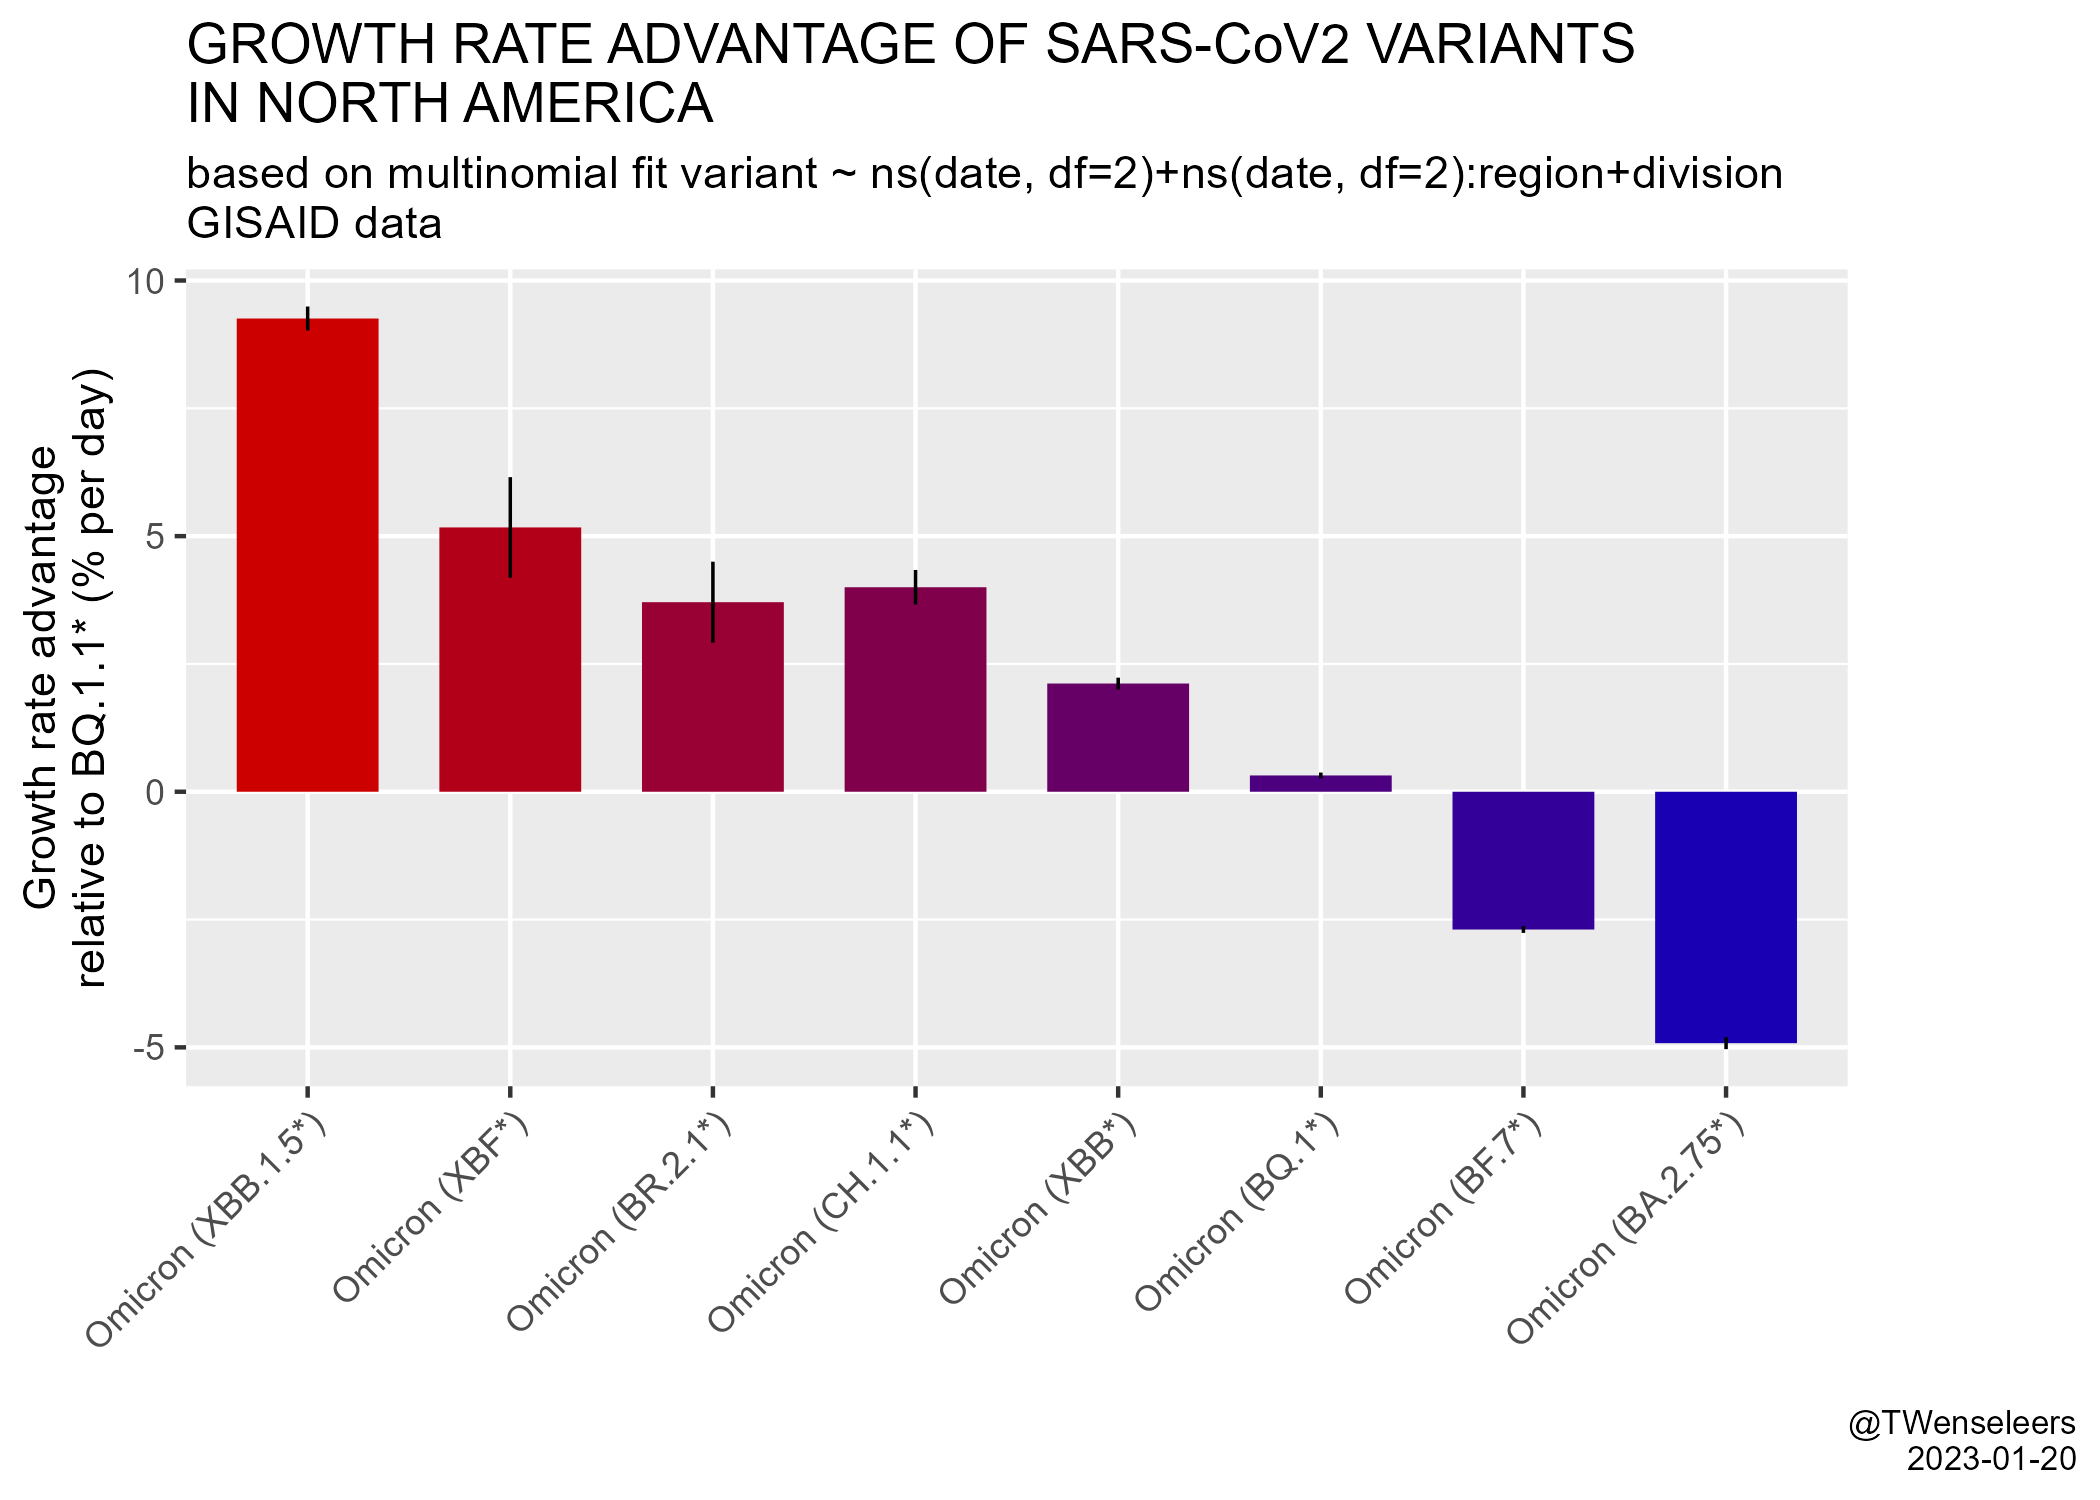 GROWTH RATE ADVANTAGE OF SARS-CoV2 VARIANTS
IN NORTH AMERICA
based on multinomial fit variant ~ ns(date, df=2)+ns(date, df=2):region+division
GISAID data
Growth rate advantage
relative to BQ.1.1* (% per day)
10
5
0
-5
Omicron (XBB.1.5*)
Omicron (XBF*)
Omicron (BR.2.1*)
Omicron (CH.1.1*)
Omicron (XBB*)
Omicron (BQ.1*)
Omicron (BF.7*)
Omicron (BA.2.75*)
@TWenseleers
2023-01-20